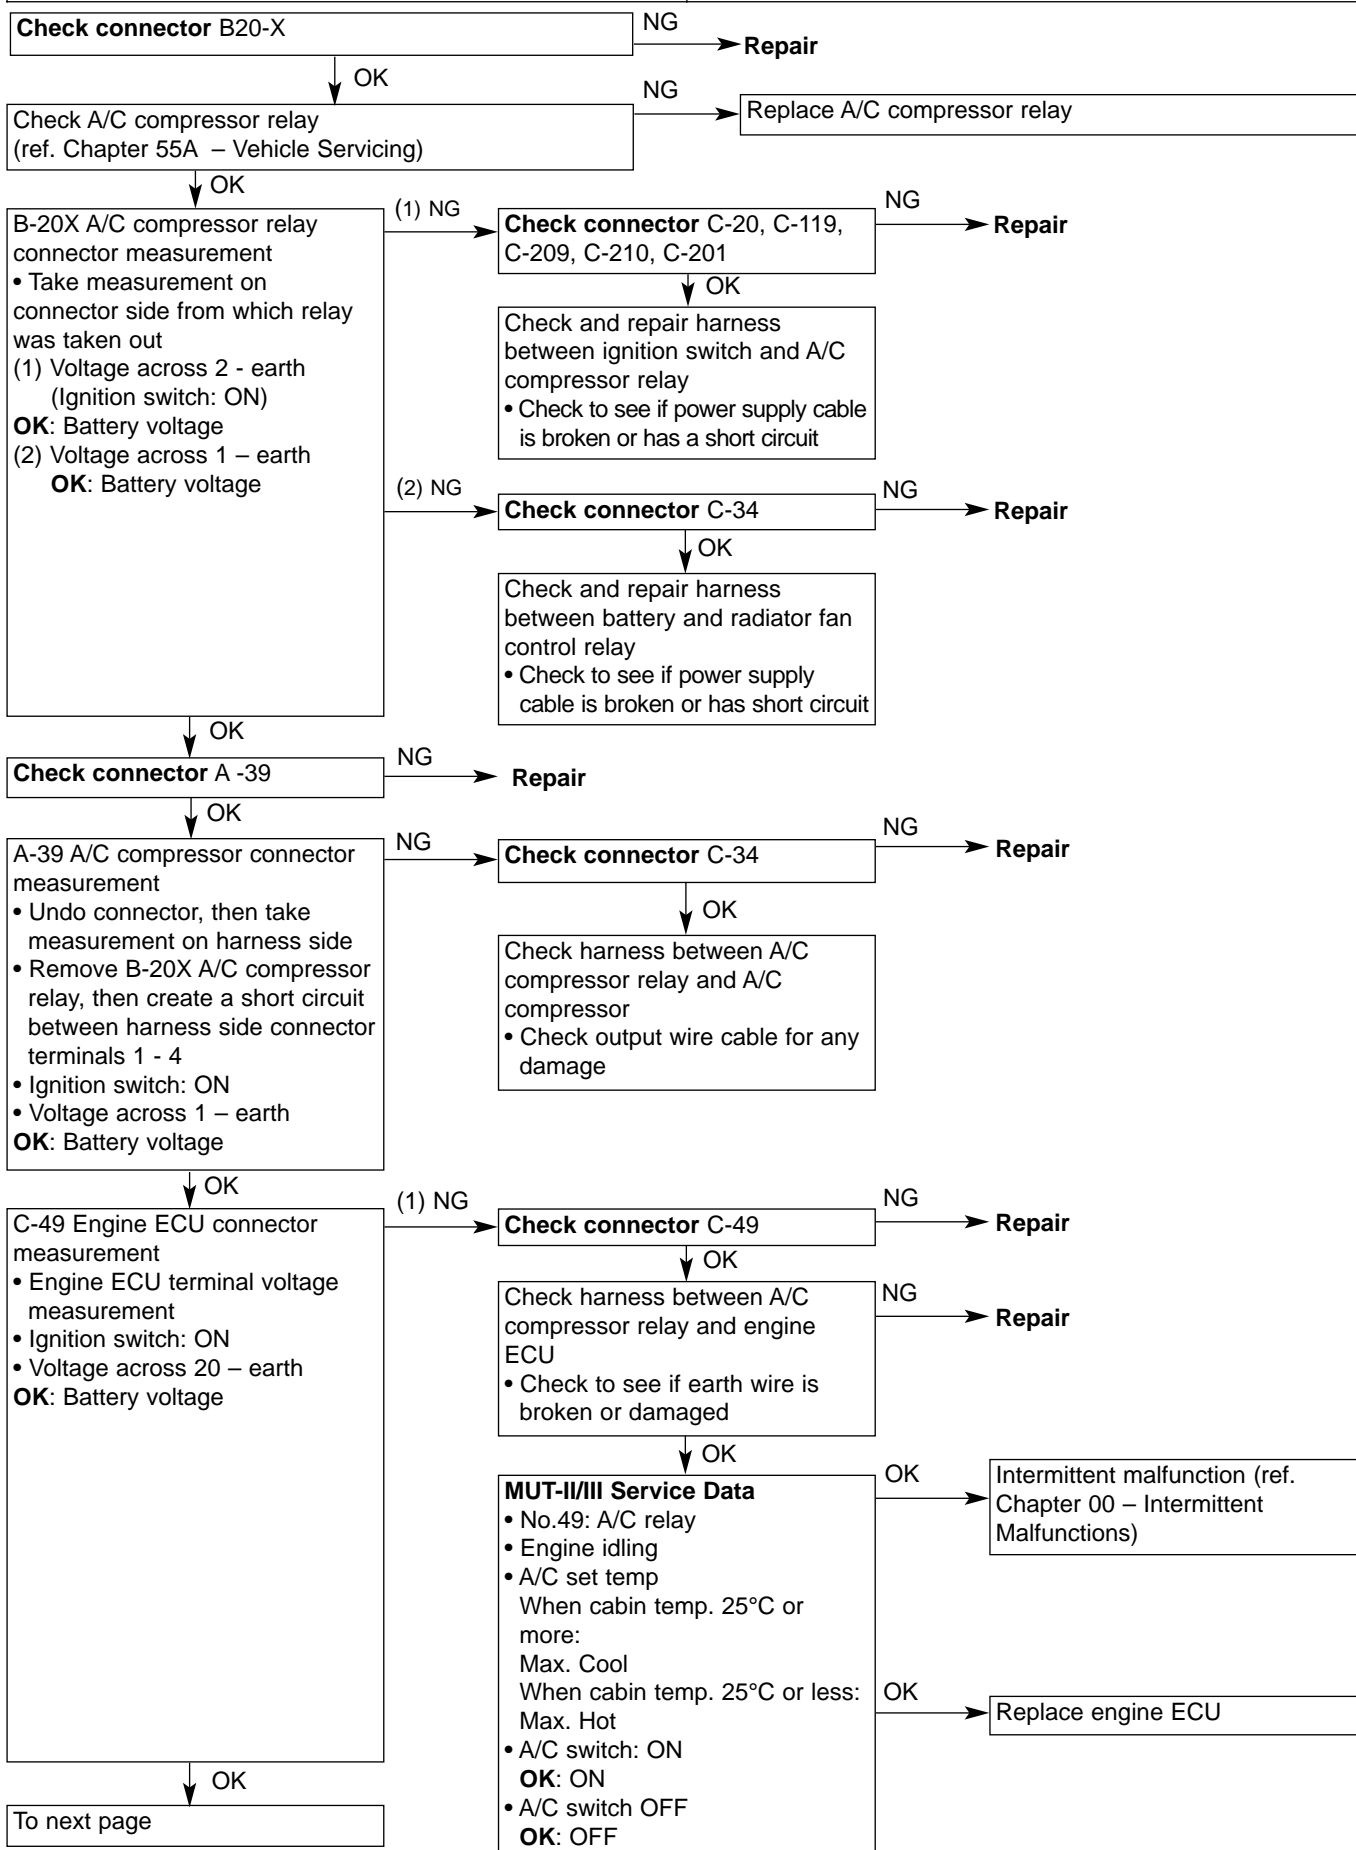 Check connector B20-X
NG
Repair
OK
Check A/C compressor relay
(ref. Chapter 55A – Vehicle Servicing)
NG
Replace A/C compressor relay
OK
B-20X A/C compressor relay
connector measurement
• Take measurement on
connector side from which relay
was taken out
(1) Voltage across 2 - earth
(Ignition switch: ON)
OK: Battery voltage
(2) Voltage across 1 – earth
OK: Battery voltage
(1) NG
Check connector C-20, C-119,
C-209, C-210, C-201
NG
Repair
OK
Check and repair harness
between ignition switch and A/C
compressor relay
• Check to see if power supply cable
is broken or has a short circuit
(2) NG
Check connector C-34
NG
Repair
OK
Check and repair harness
between battery and radiator fan
control relay
• Check to see if power supply
cable is broken or has short circuit
OK
Check connector A -39
NG
Repair
OK
A-39 A/C compressor connector
measurement
• Undo connector, then take
measurement on harness side
• Remove B-20X A/C compressor
relay, then create a short circuit
between harness side connector
terminals 1 - 4
• Ignition switch: ON
• Voltage across 1 – earth
OK: Battery voltage
NG
Check connector C-34
NG
Repair
OK
Check harness between A/C
compressor relay and A/C
compressor
• Check output wire cable for any
damage
OK
C-49 Engine ECU connector
measurement
• Engine ECU terminal voltage
measurement
• Ignition switch: ON
• Voltage across 20 – earth
OK: Battery voltage
(1) NG
Check connector C-49
NG
Repair
OK
Check harness between A/C
compressor relay and engine
ECU
• Check to see if earth wire is
broken or damaged
NG
Repair
OK
MUT-II/III Service Data
• No.49: A/C relay
• Engine idling
• A/C set temp
When cabin temp. 25°C or
more:
Max. Cool
When cabin temp. 25°C or less:
Max. Hot
• A/C switch: ON
OK: ON
• A/C switch OFF
OK: OFF
OK
Intermittent malfunction (ref.
Chapter 00 – Intermittent
Malfunctions)
OK
Replace engine ECU
OK
To next page